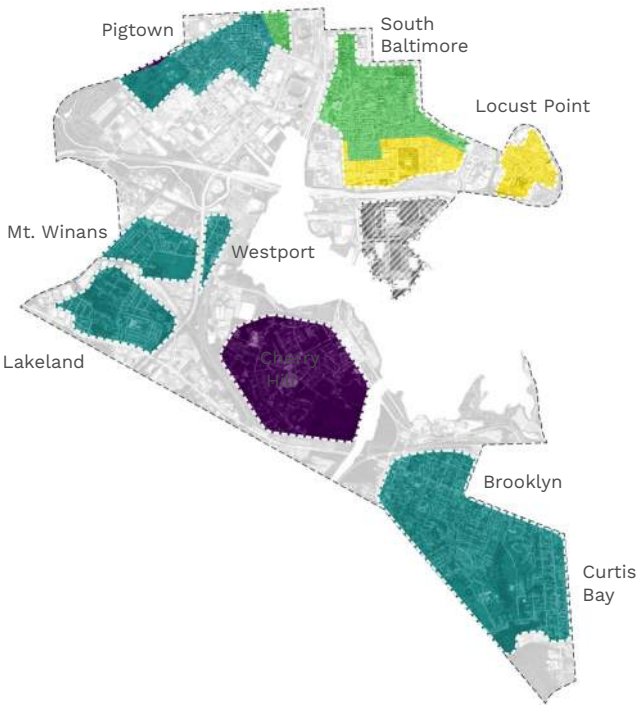 Pigtown
South
Baltimore
Locust Point
Mt. Winans
Westport
Lakeland
Cherry
Hill
Brooklyn
Curtis
Bay